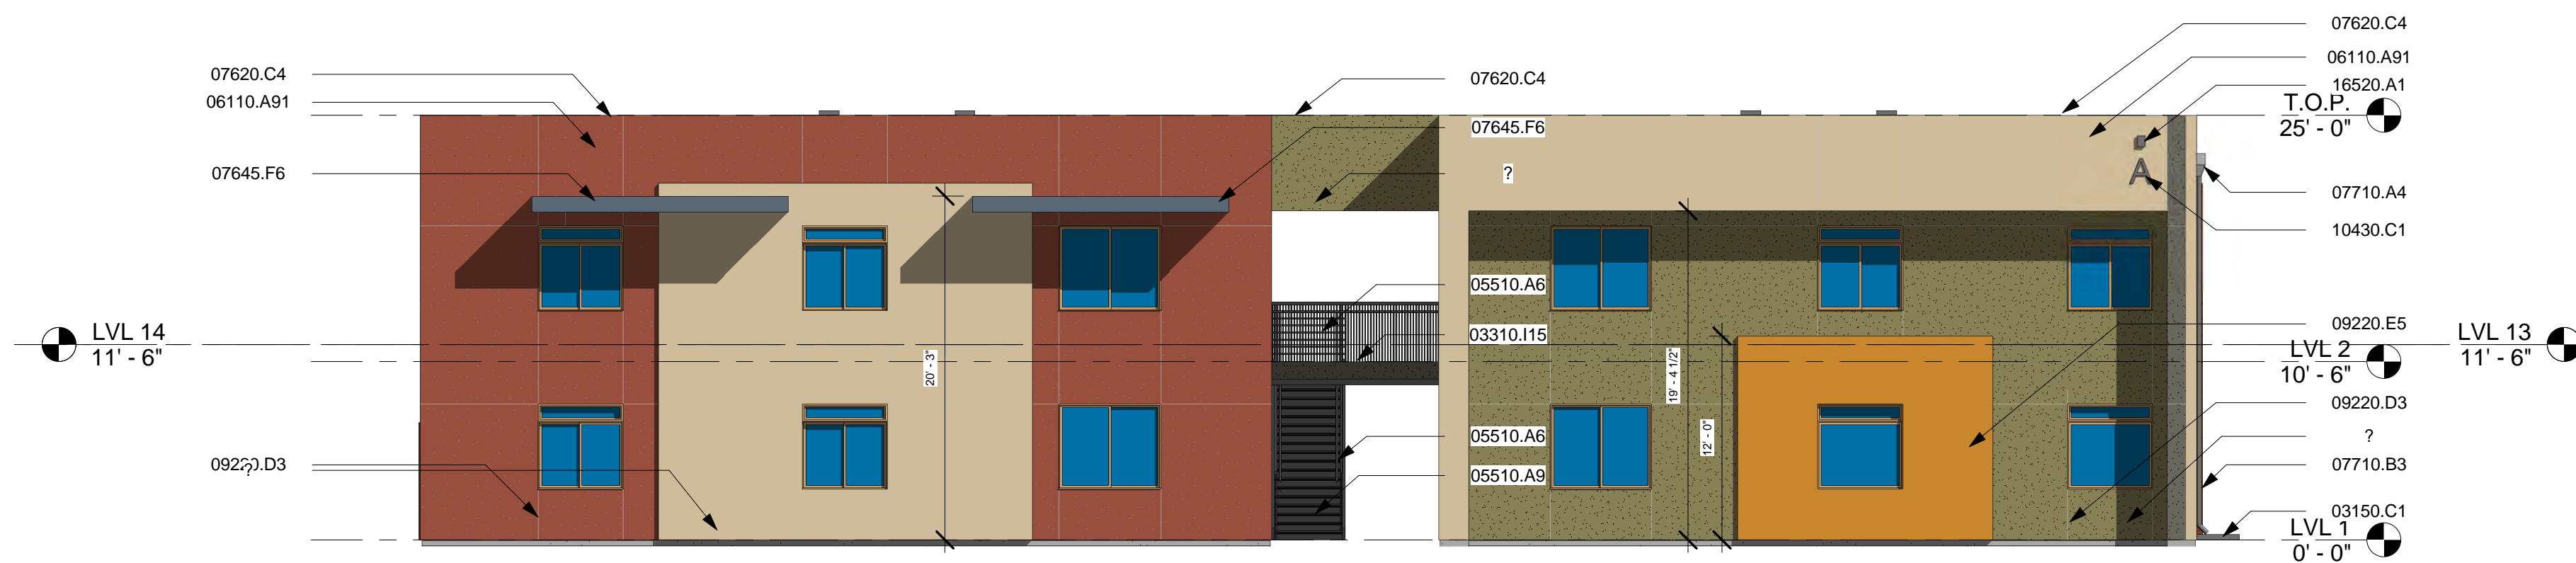 07620.C4
06110.A91
07645.F6
LVL 14
11' - 6"
09220.D3
?
20' - 3"
07620.C4
07645.F6
?
05510.A6
03310.I15
05510.A6
05510.A9
19' - 4 1/2"
12' - 0"
A
07620.C4
06110.A91
16520.A1
T.O.P.
25' - 0"
07710.A4
10430.C1
09220.E5
LVL 13
11' - 6"
LVL 2
10' - 6"
09220.D3
?
07710.B3
03150.C1
LVL 1
0' - 0"